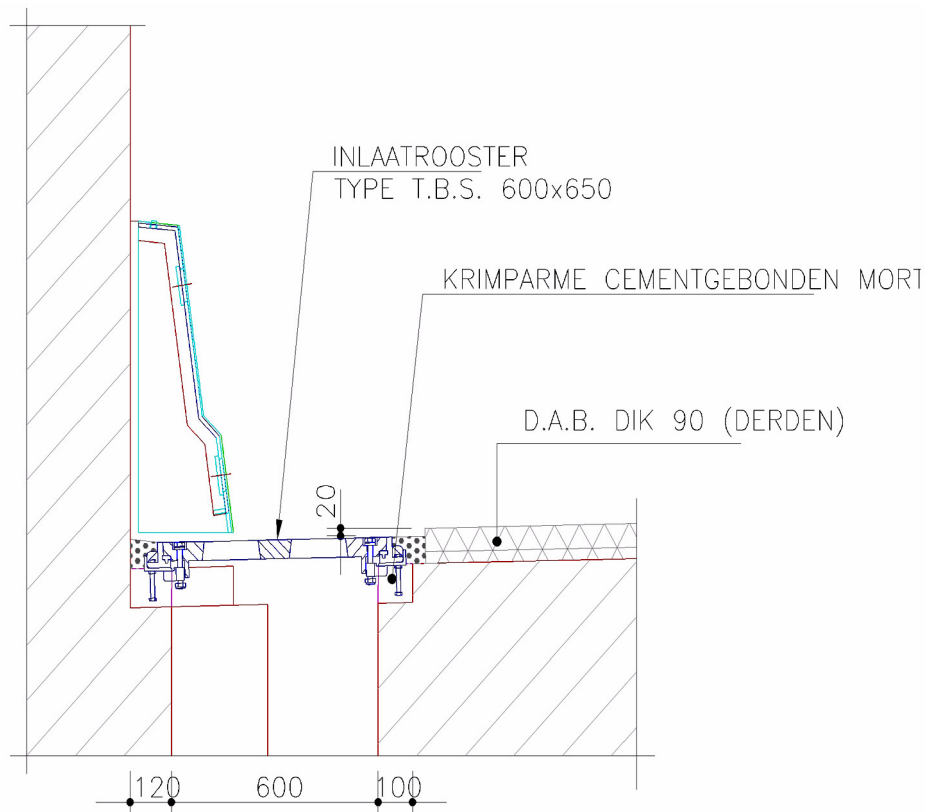 INLAATROOSTER
TYPE T.B.S. 600x650
KRIMPARME CEMENTGEBONDEN MORT
D.A.B. DIK 90 (DERDEN)
20
120 600 100